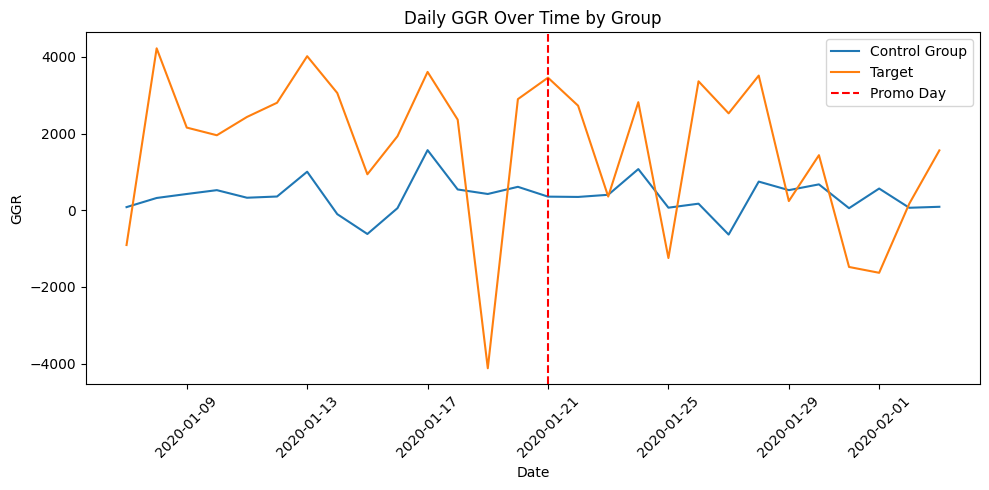 Daily GGR Over Time by Group
Control Group
Target
Promo Day
GGR
4000
2000
0
−2000
−4000
2020-01-09
2020-01-13
2020-01-17
2020-01-21
2020-01-25
2020-01-29
2020-02-01
Date